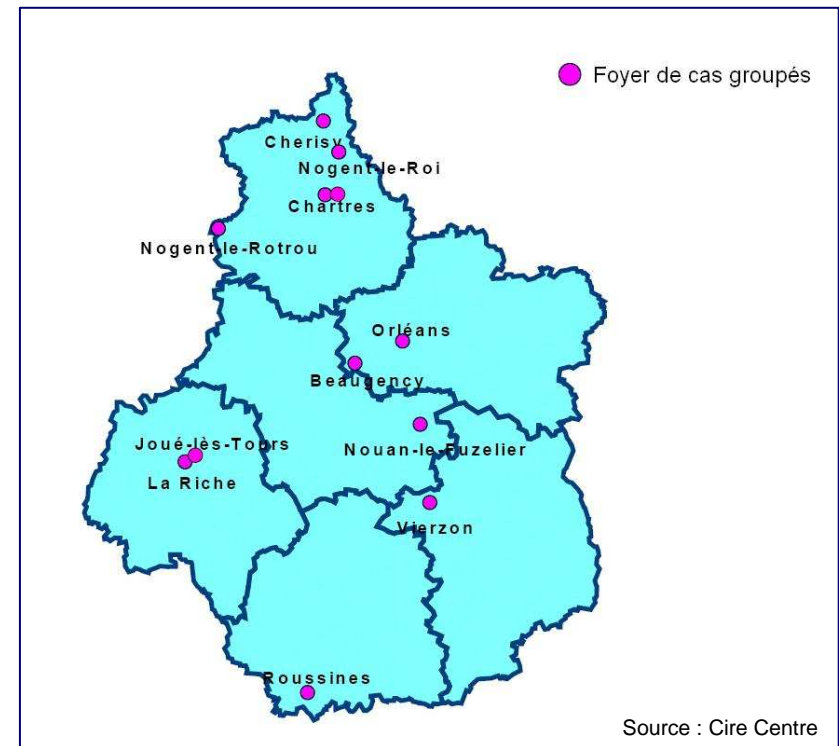 Foyer de cas groupés
Cherisy
Nogent-le-Roi
Chartres
Nogent-le-Rotrou
Orléans
Beaugency
Joué-lès-Tours
Nouan-le-Fuzelier
La Riche
Vierzon
Roussines
Source : Cire Centre